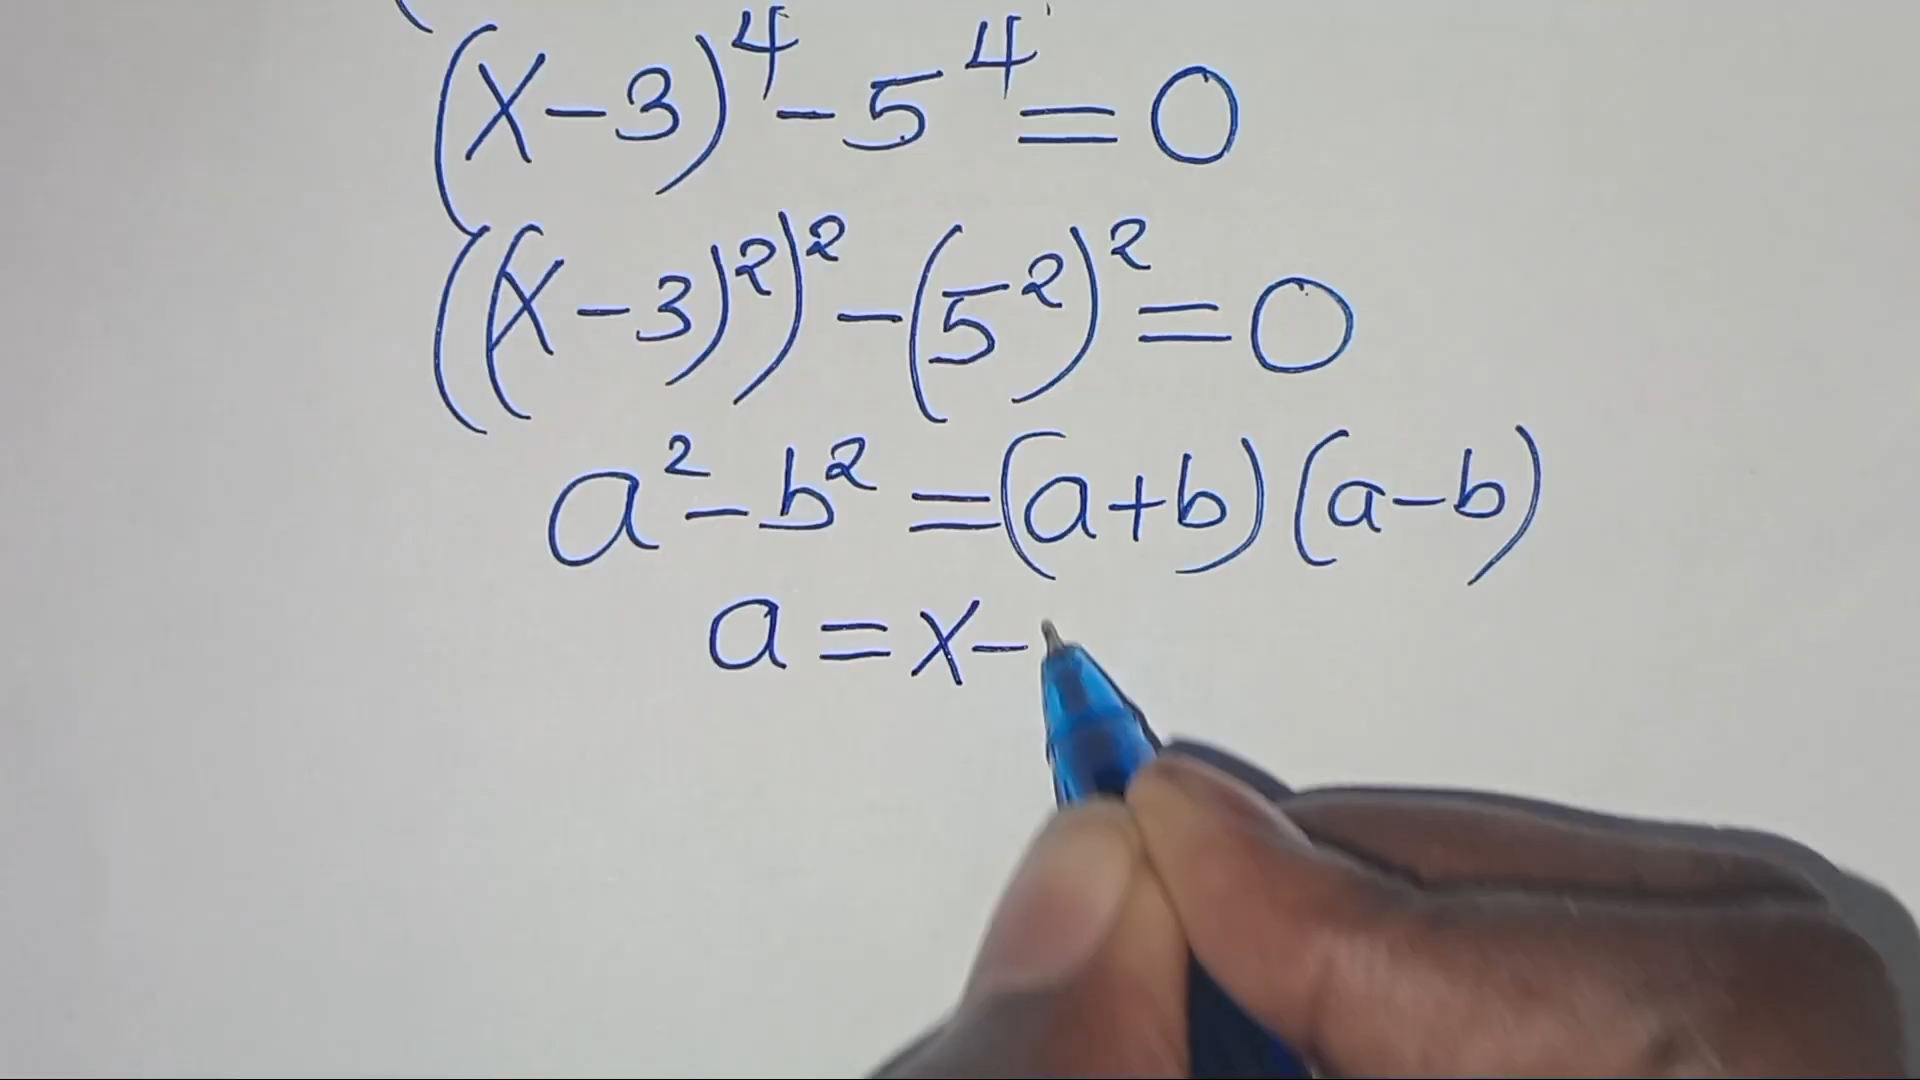 (x-3)⁴-5⁴=0
((x-3)²)²-(5²)²=0
a²-b²=(a+b)(a-b)
a=x-